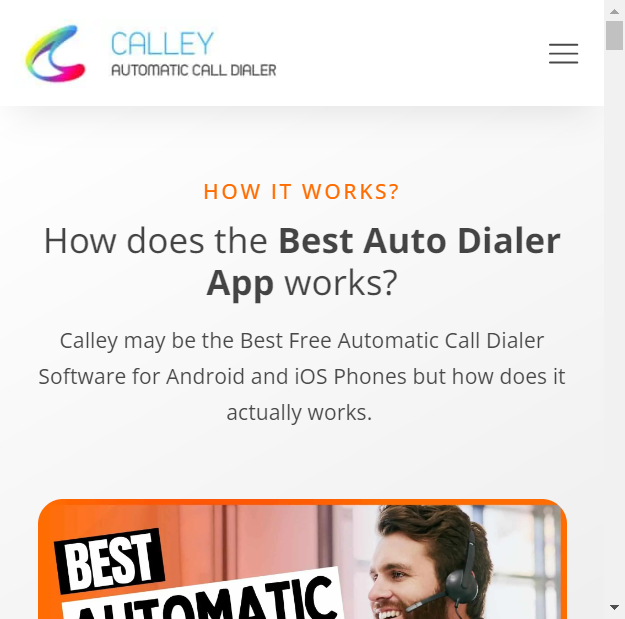 CALLEY
AUTOMATIC CALL DIALER
HOW IT WORKS?
How does the Best Auto Dialer
App works?
Calley may be the Best Free Automatic Call Dialer
Software for Android and iOS Phones but how does it
actually works.
BEST
AUTOMATIC